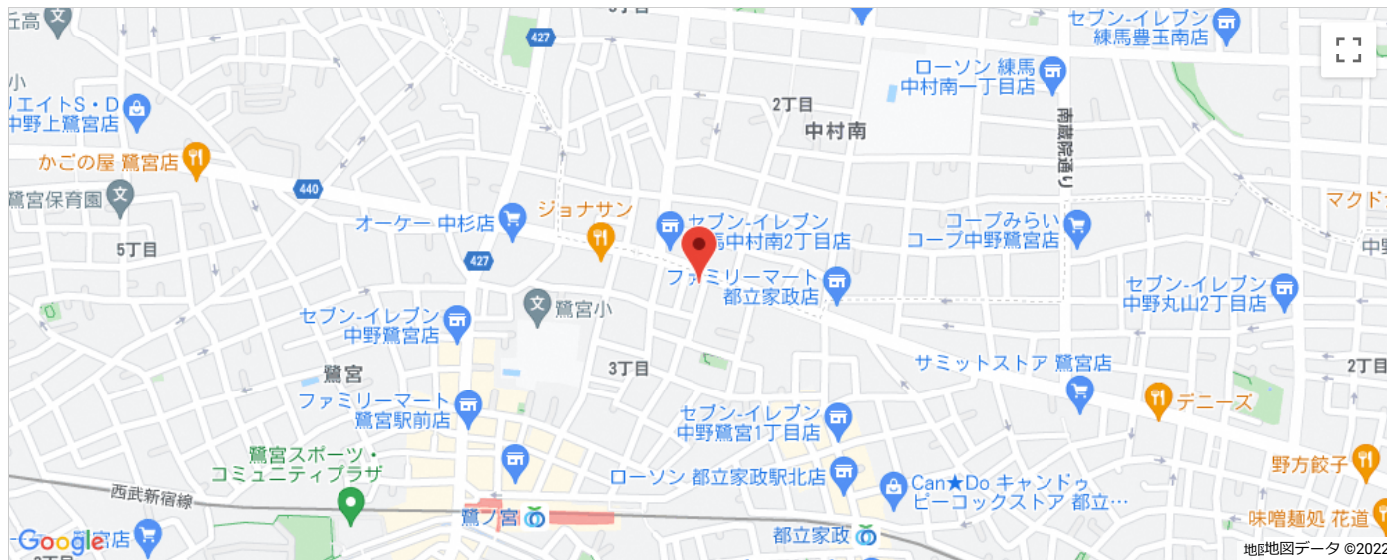 丘高
427
セブン-イレブン
練馬豊玉南店
ローソン 練馬
中村南一丁目店
小
リエイトS・D
中野上鷺宮店
2丁目
中村南
南蔵院通り
かごの屋 鷺宮店
440
鷺宮保育園
5丁目
オーケー 中杉店
ジョナサン
セブン-イレブン
馬中村南2丁目店
コープみらい
コープ中野鷺宮店
マクド
中野
427
ファミリーマート
都立家政店
セブン-イレブン
中野丸山2丁目店
鷺宮小
セブン-イレブン
中野鷺宮店
鷺宮
3丁目
サミットストア 鷺宮店
2丁目
ファミリーマート
鷺宮駅前店
セブン-イレブン
中野鷺宮1丁目店
デニーズ
鷺宮スポーツ・
コミュニティプラザ
ローソン 都立家政駅北店
Can★Do キャンドゥ
ピーコックストア 都立…
野方餃子
西武新宿線
鷺ノ宮
都立家政
味噌麺処 花道
Google
宮店
地図データ ©2022